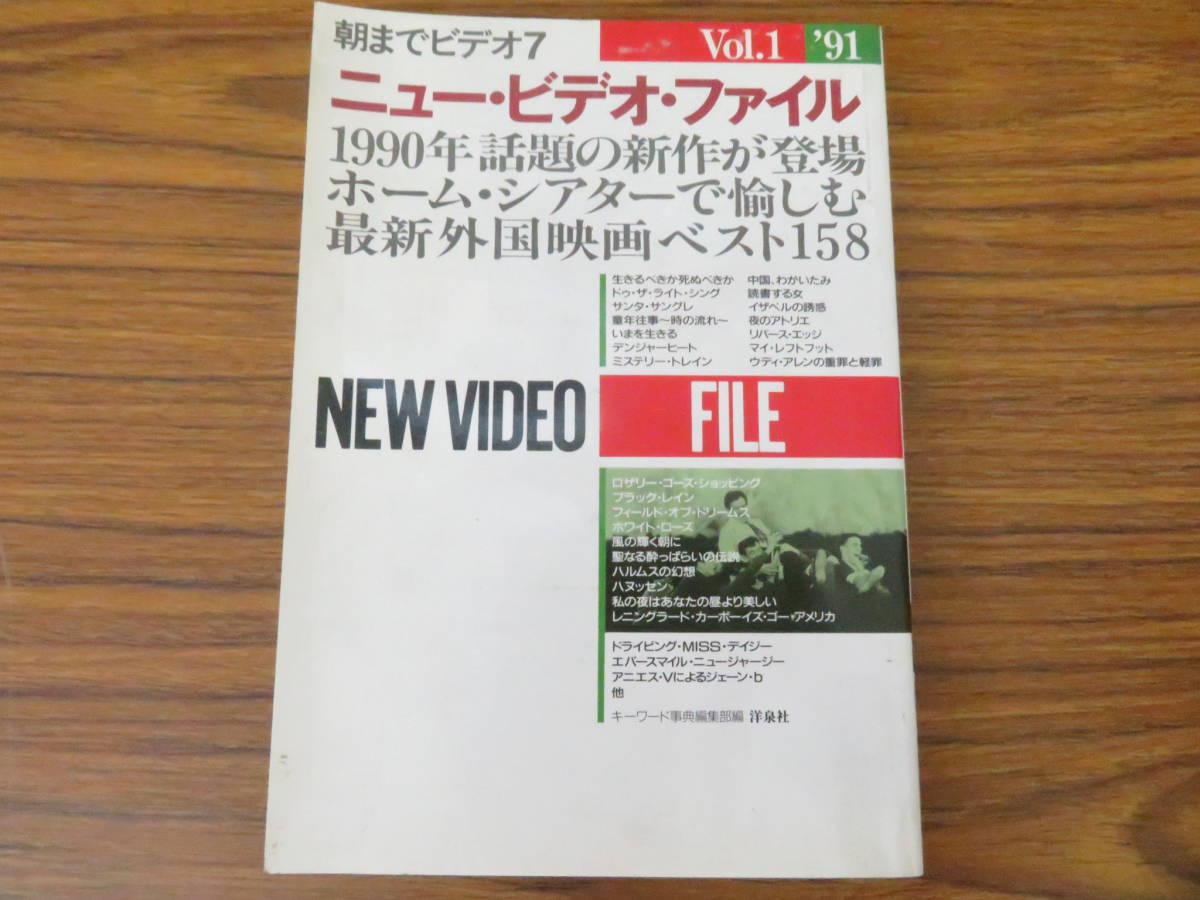 朝までビデオ7
Vol.1 '91
ニュー・ビデオ・ファイル
1990年話題の新作が登場
ホーム・シアターで愉しむ
最新外国映画ベスト158
生きるべきか死ぬべきか
ドゥ・ザ・ライト・シング
サンタ・サングレ
童年往事〜時の流れ〜
いまを生きる
デンジャーヒート
ミステリー・トレイン
中国、わがいたみ
読書する女
イザベルの誘惑
夜のアトリエ
リバース・エッジ
マイ・レフトフット
ウディ・アレンの重罪と軽罪
NEW VIDEO FILE
ロザリー・ゴーズ・ショッピング
ブラック・レイン
フィールド・オブ・ドリームス
ホワイト・ローズ
風の輝く朝に
聖なる酔っぱらいの伝説
ハルムスの幻想
ハヌッセン
私の夜はあなたの昼より美しい
レニングラード・カーボーイズ・ゴー・アメリカ
ドライビング・MISS・デイジー
エバースマイル・ニュージャージー
アニエス・Vによるジェーン・b
他
キーワード事典編集部編 洋泉社